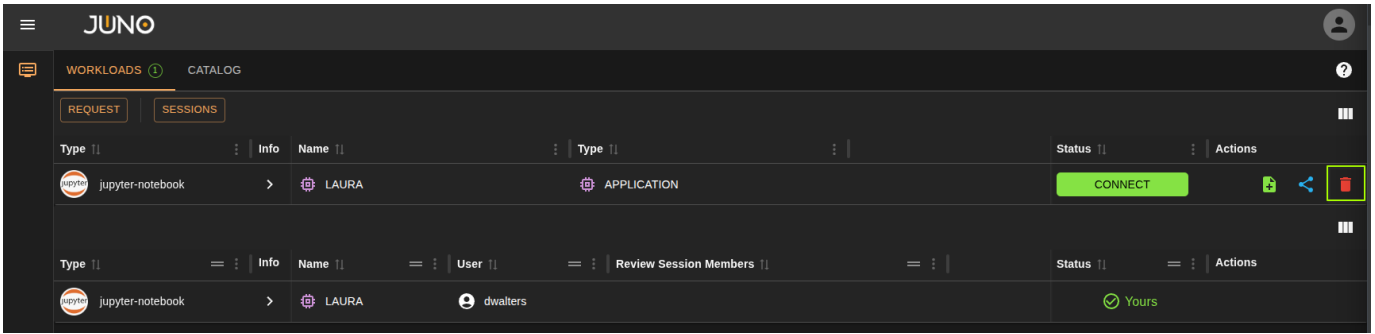 JUNO
WORKLOADS 1 CATALOG
REQUEST SESSIONS
Type Info Name Type Status Actions
jupyter jupyter-notebook LAURA APPLICATION CONNECT
Type Info Name User Review Session Members Status Actions
jupyter jupyter-notebook LAURA dwalters Yours